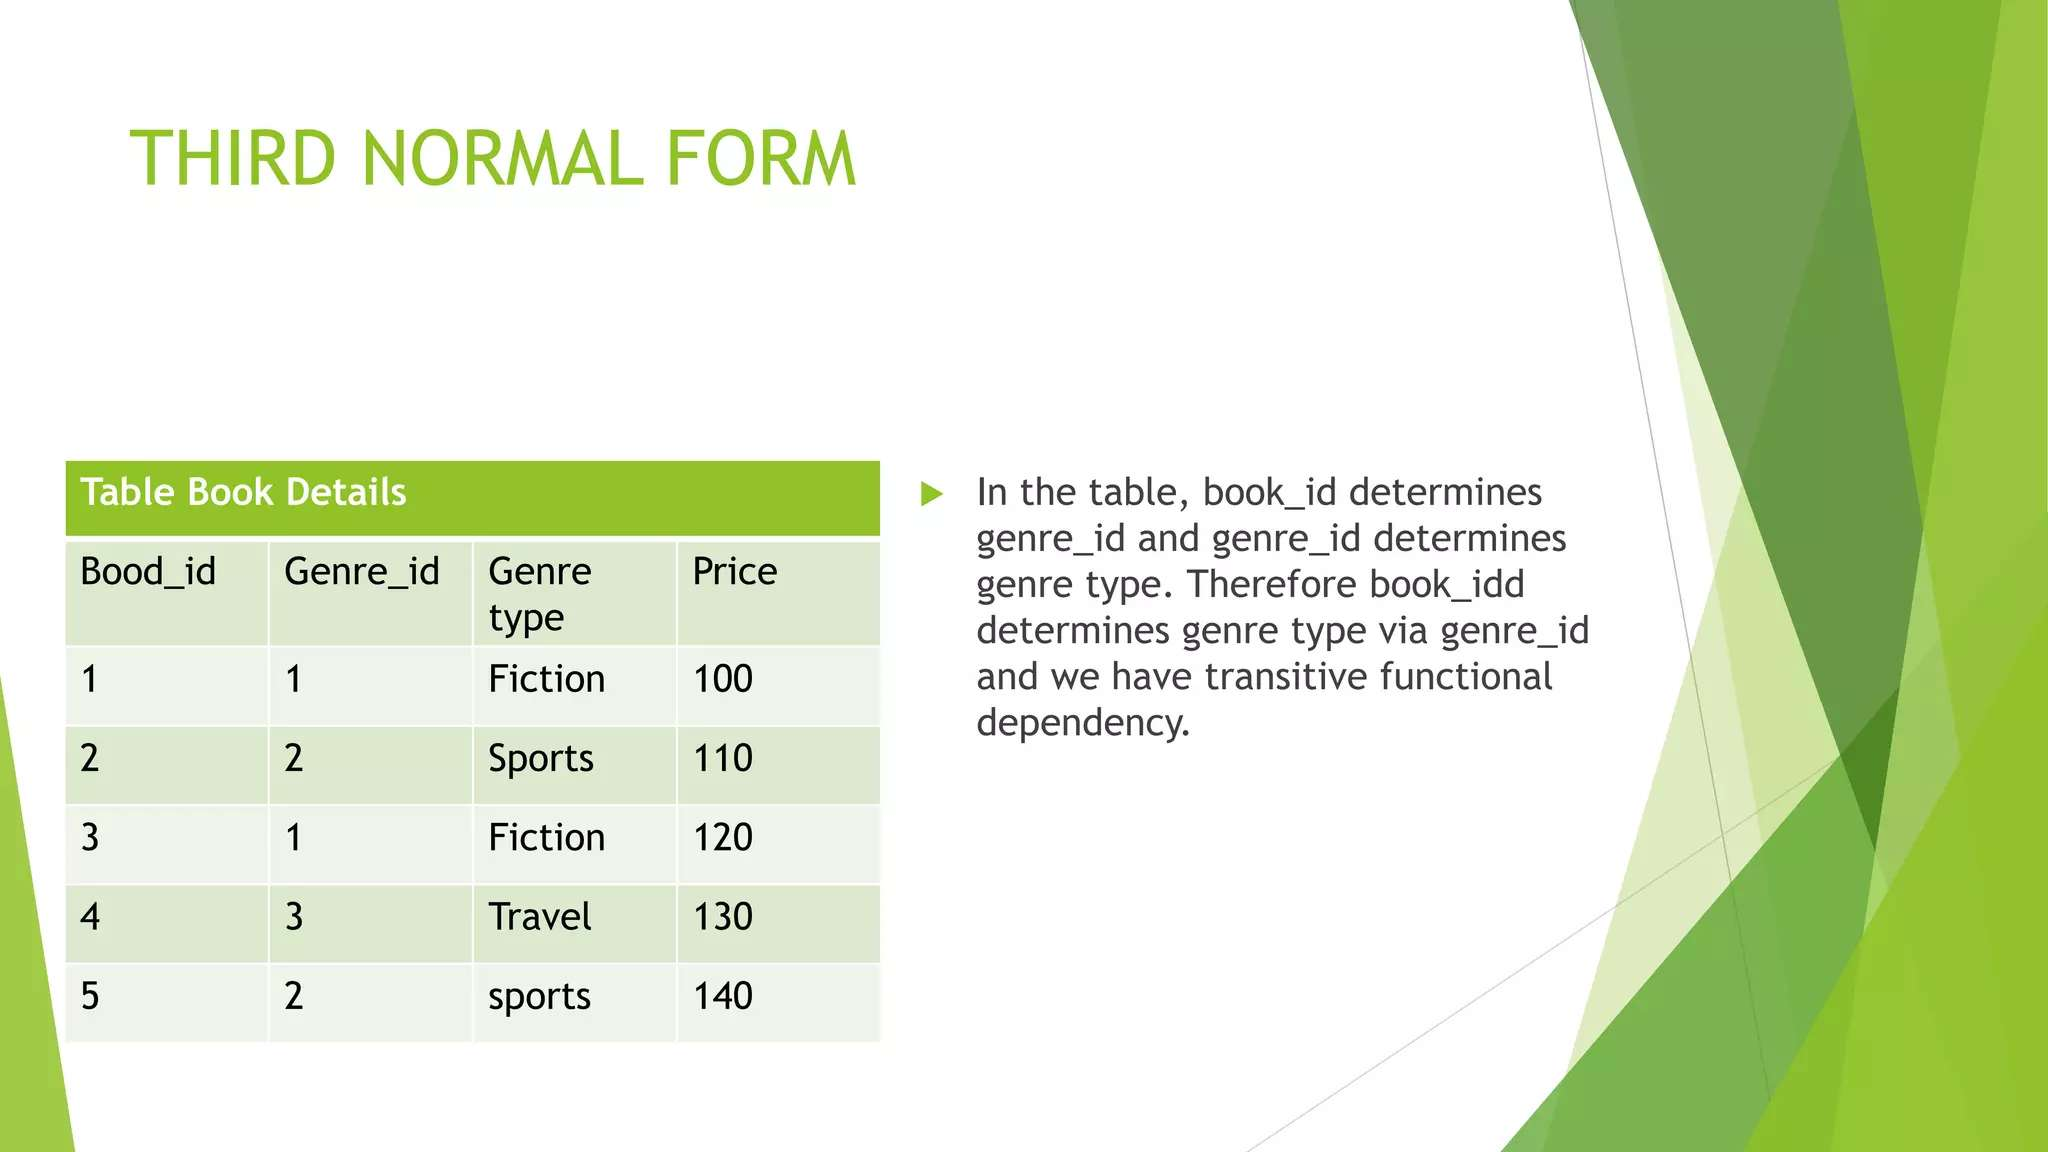 THIRD NORMAL FORM
Table Book Details
Bood_id Genre_id Genre type Price
1 1 Fiction 100
2 2 Sports 110
3 1 Fiction 120
4 3 Travel 130
5 2 sports 140
In the table, book_id determines
genre_id and genre_id determines
genre type. Therefore book_idd
determines genre type via genre_id
and we have transitive functional
dependency.